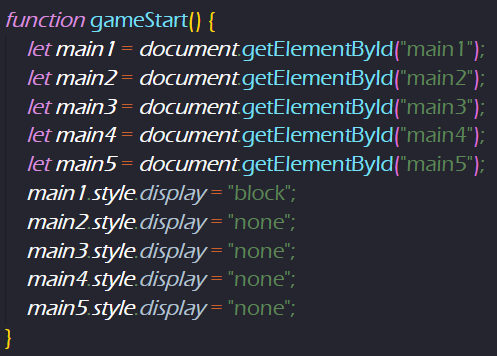 function gameStart() {
let main1 = document.getElementById("main1");
let main2 = document.getElementById("main2");
let main3 = document.getElementById("main3");
let main4 = document.getElementById("main4");
let main5 = document.getElementById("main5");
main1.style.display = "block";
main2.style.display = "none";
main3.style.display = "none";
main4.style.display = "none";
main5.style.display = "none";
}